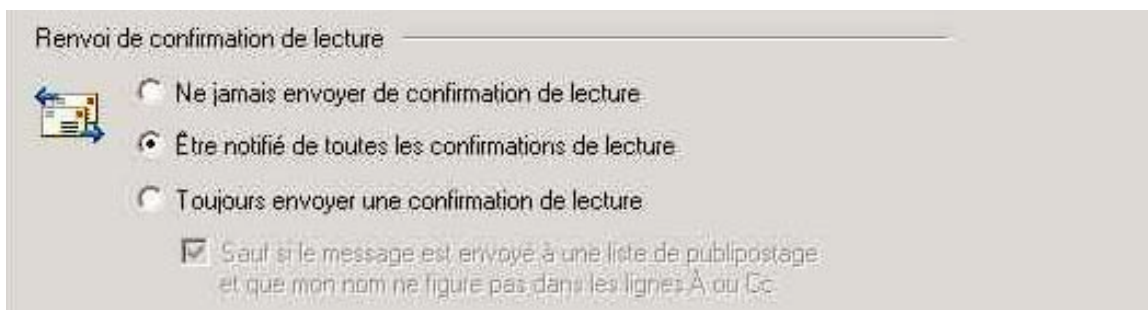 Renvoi de confirmation de lecture
Ne jamais envoyer de confirmation de lecture
Être notifié de toutes les confirmations de lecture
Toujours envoyer une confirmation de lecture
Sauf si le message est envoyé à une liste de publipostage
et que mon nom ne figure pas dans les lignes À ou Cc